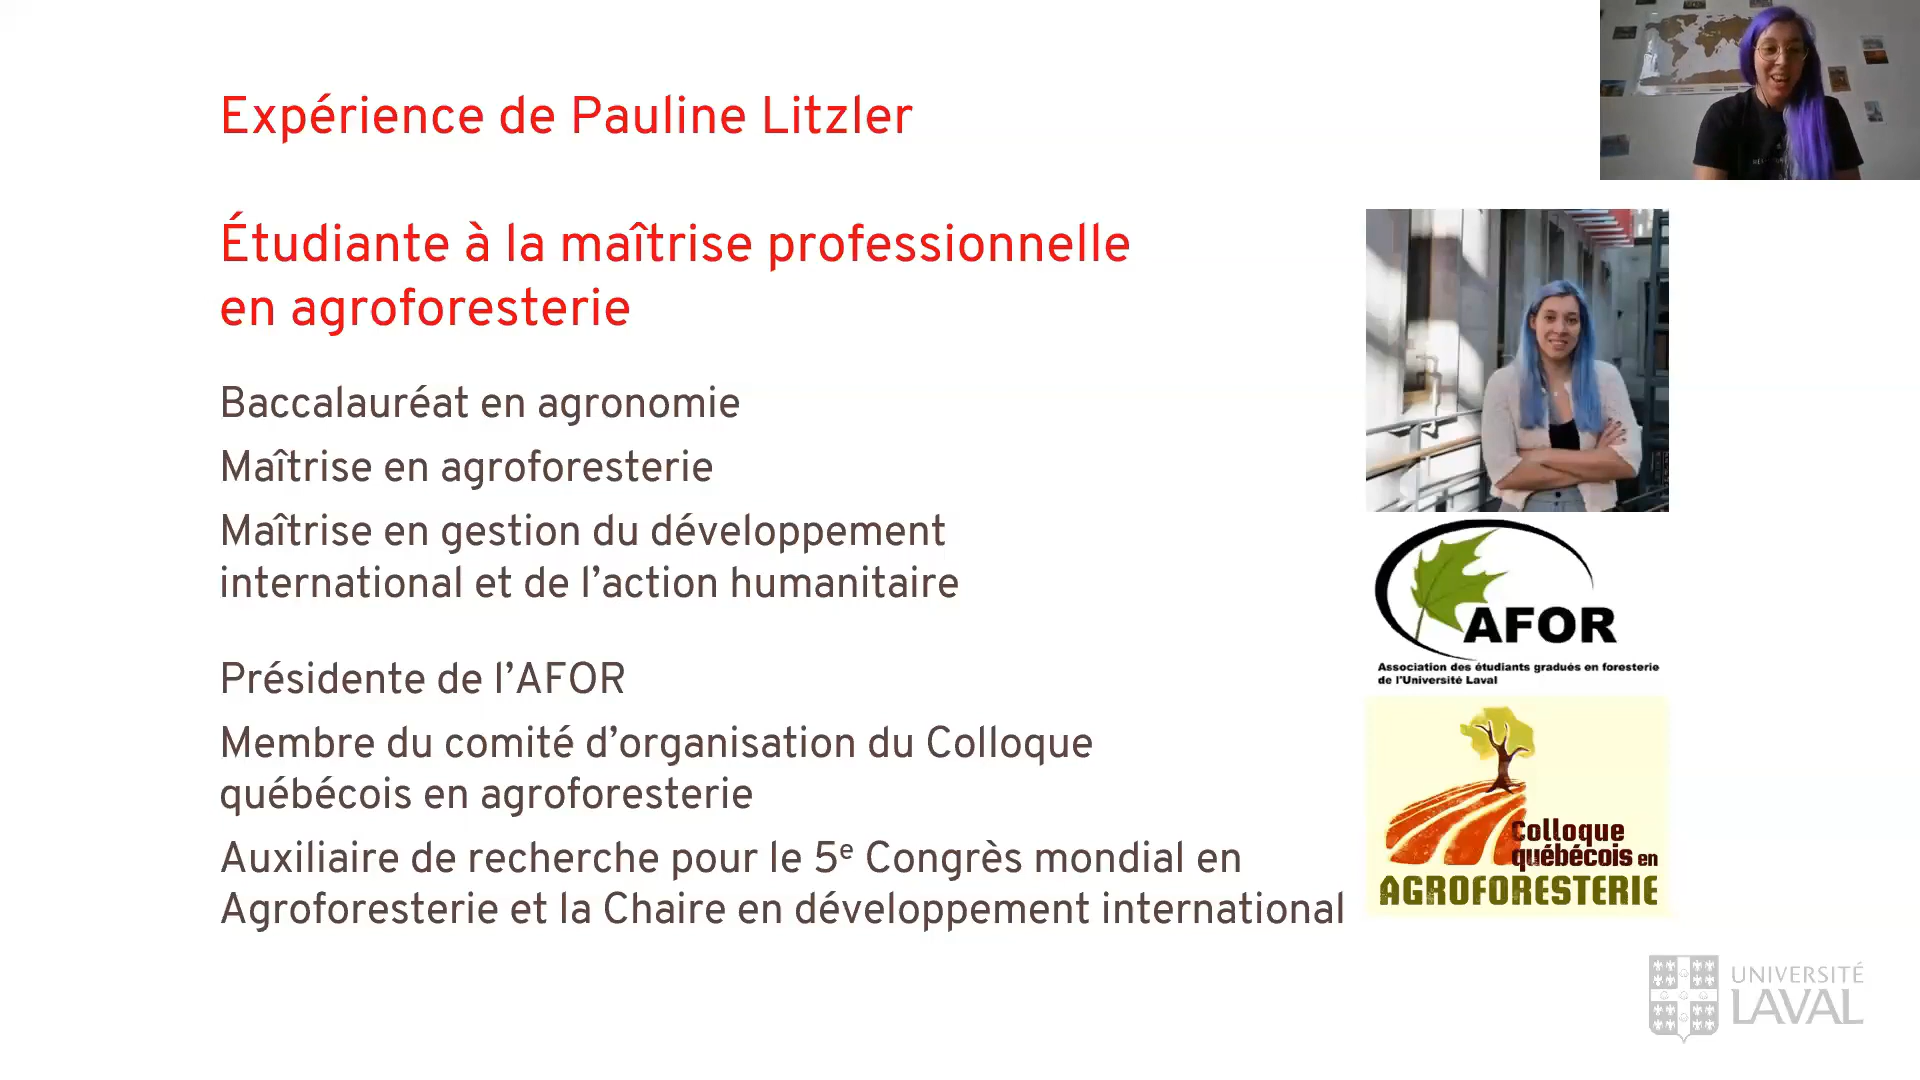 Expérience de Pauline Litzler
Étudiante à la maîtrise professionnelle
en agroforesterie
Baccalauréat en agronomie
Maîtrise en agroforesterie
Maîtrise en gestion du développement
international et de l’action humanitaire
Présidente de l’AFOR
Membre du comité d’organisation du Colloque
québécois en agroforesterie
Auxiliaire de recherche pour le 5e Congrès mondial en
Agroforesterie et la Chaire en développement international
AFOR
Association des étudiants gradués en foresterie
de l'Université Laval
Colloque
québécois en
AGROFORESTERIE
UNIVERSITÉ
LAVAL